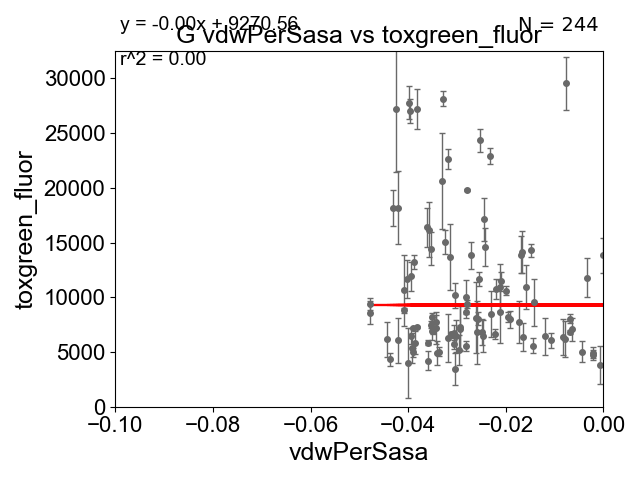 y = -0.00x + 9270.56
N = 244
G vdwPerSasa vs toxgreen_fluor
r^2 = 0.00
30000
25000
20000
15000
10000
5000
0
toxgreen_fluor
−0.10 −0.08 −0.06 −0.04 −0.02 0.00
vdwPerSasa